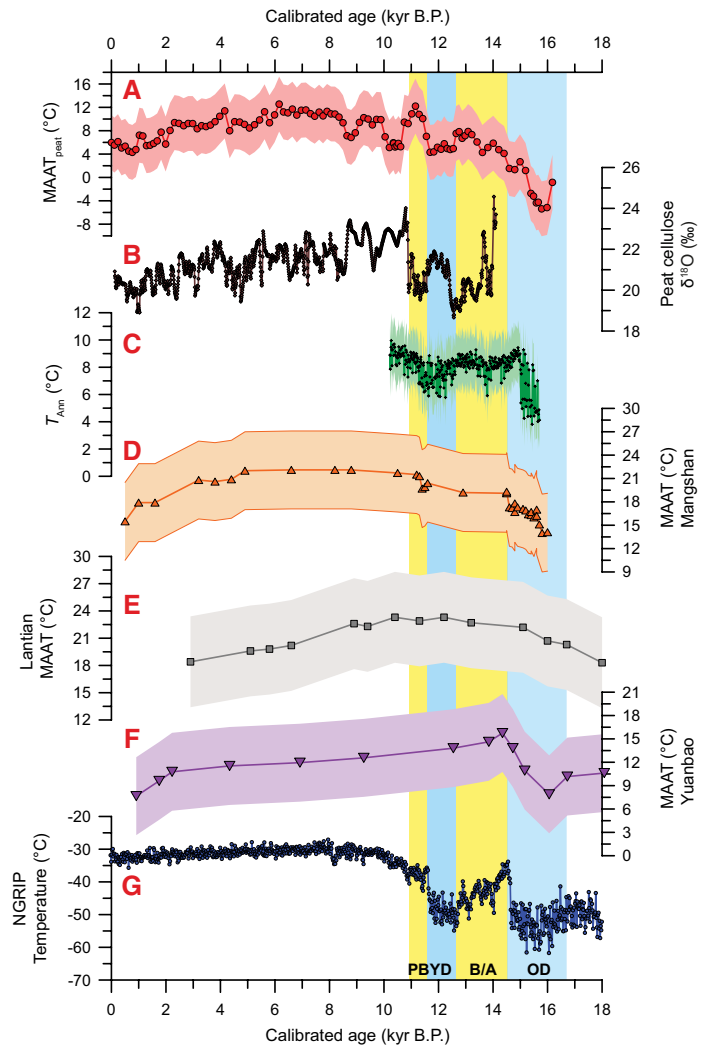 Calibrated age (kyr B.P.)
0 2 4 6 8 10 12 14 16 18
A
16
12
8
4
0
-4
-8
MAATpeat (°C)
B
26
24
22
20
18
Peat cellulose
δ18O (‰)
C
12
10
8
6
4
2
0
TAnn (°C)
D
30
27
24
21
18
15
12
9
MAAT (°C)
Mangshan
E
30
27
24
21
18
15
12
Lantian
MAAT (°C)
F
21
18
15
12
9
6
3
0
MAAT (°C)
Yuanbao
G
-20
-30
-40
-50
-60
-70
NGRIP
Temperature (°C)
PB YD B/A OD
0 2 4 6 8 10 12 14 16 18
Calibrated age (kyr B.P.)